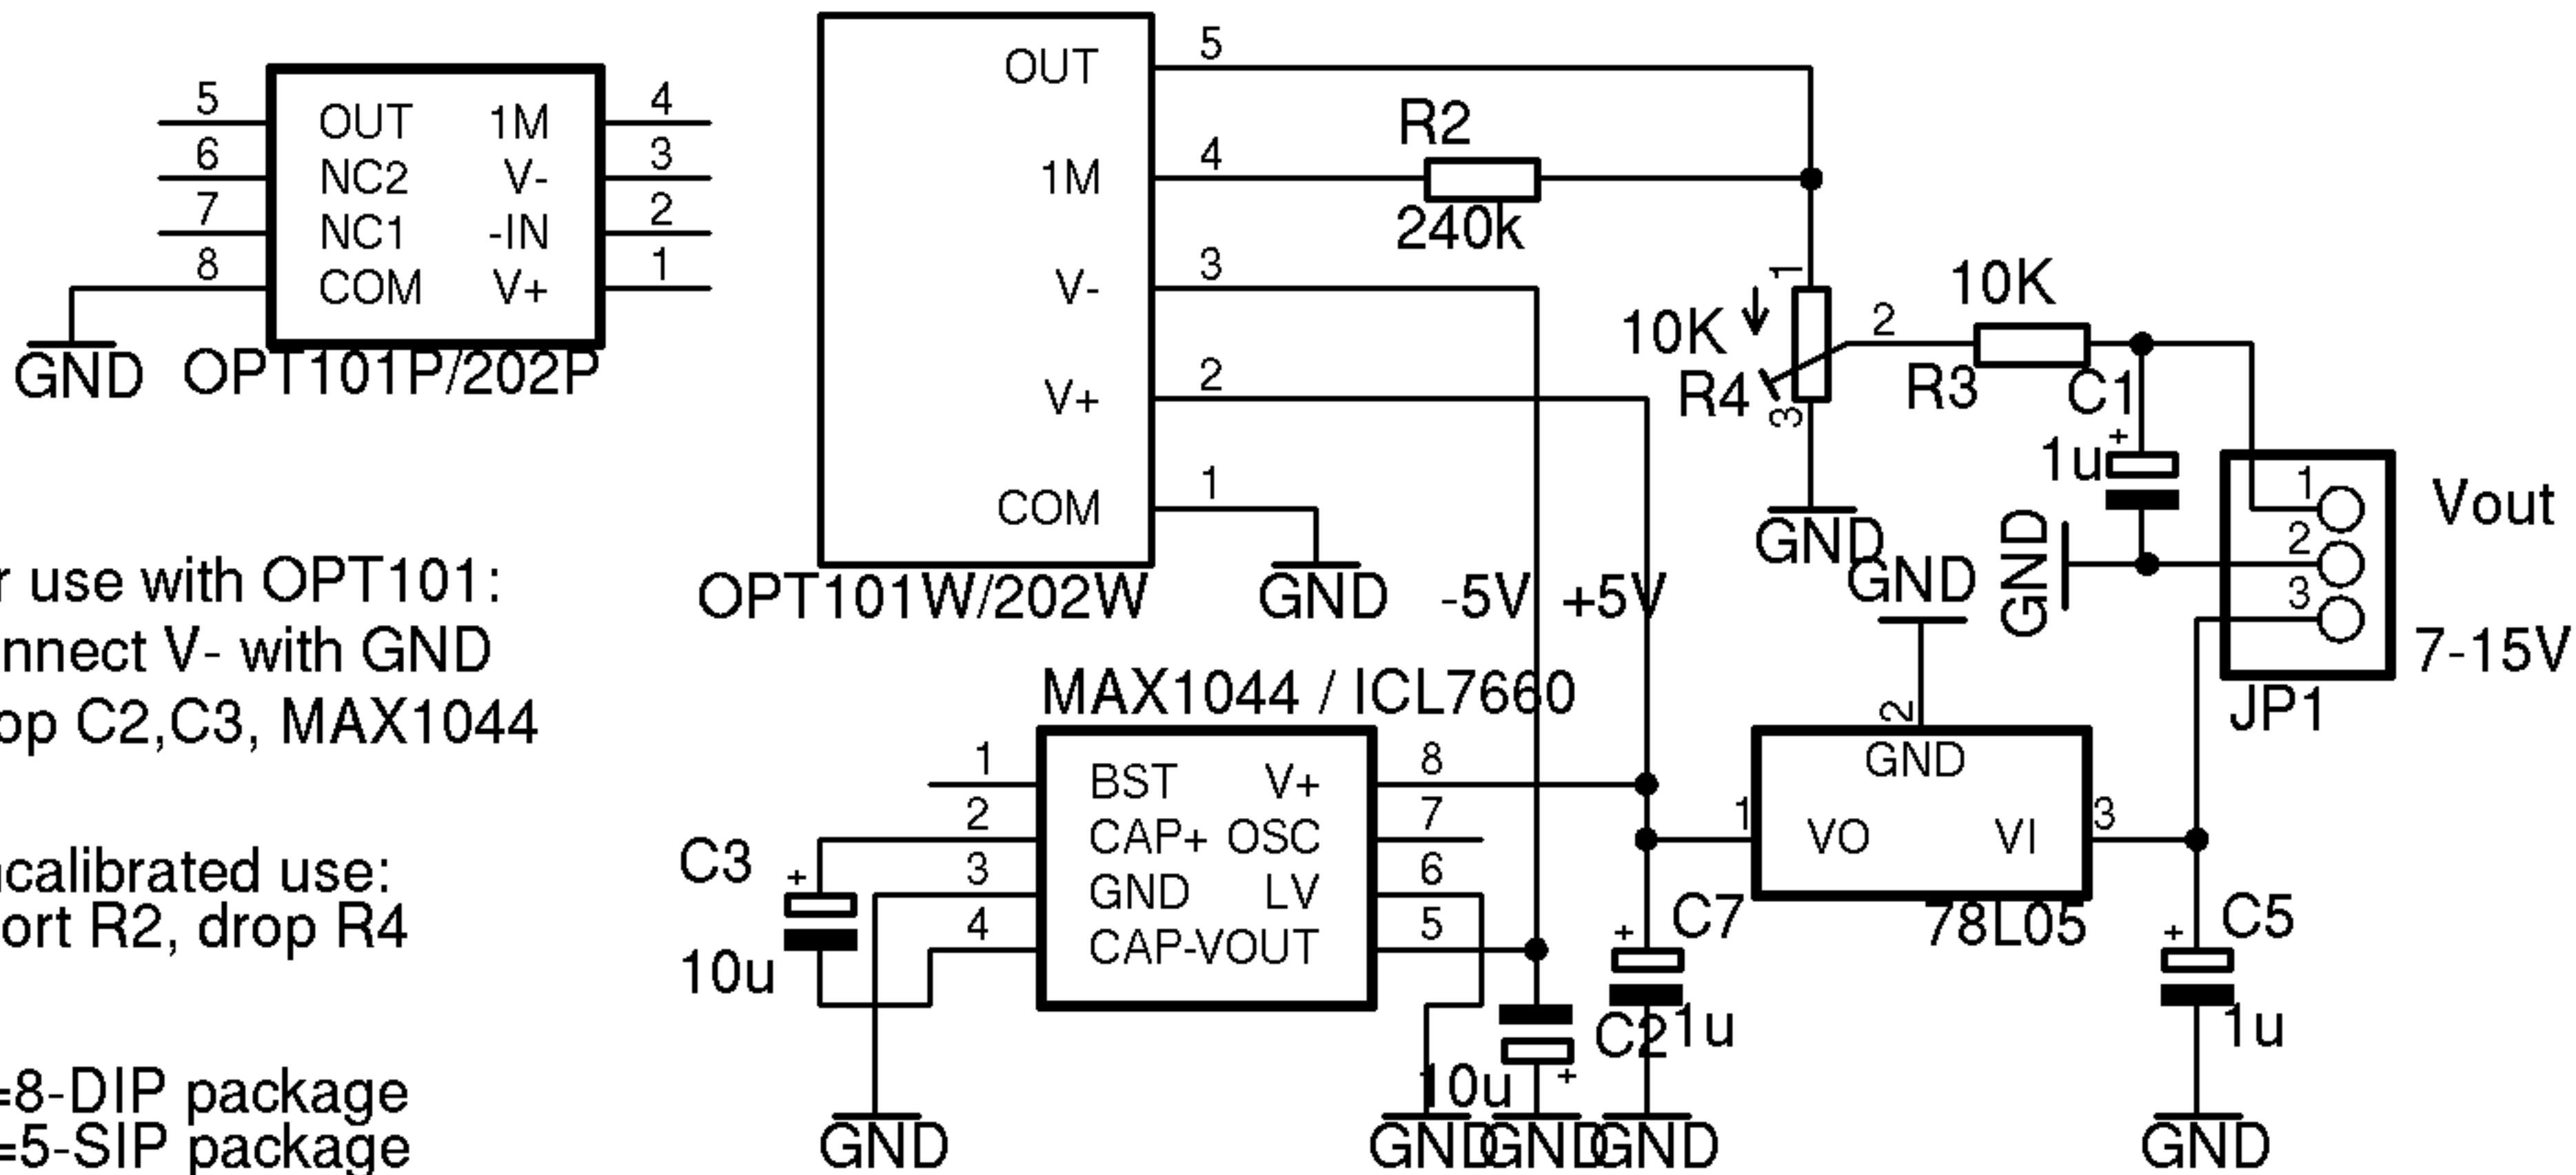 5 OUT 1M 4
6 NC2 V- 3
7 NC1 -IN 2
8 COM V+ 1
GND
OPT101P/202P
OUT 5
1M 4
V- 3
V+ 2
COM 1
OPT101W/202W
GND
R2
240k
1
10K
R4
2
3
GND
10K
R3
C1
+
1u
GND
1
2
3
Vout
7-15V
JP1
-5V +5V
r use with OPT101:
nnect V- with GND
op C2,C3, MAX1044
calibrated use:
ort R2, drop R4
=8-DIP package
=5-SIP package
MAX1044 / ICL7660
1 BST V+ 8
2 CAP+ OSC 7
3 GND LV 6
4 CAP-VOUT 5
C3
+
10u
GND
GND
10u
C2
+
GND
C7
+
1u
GND
GND
2
GND
1 VO VI 3
78L05
C5
+
1u
GND